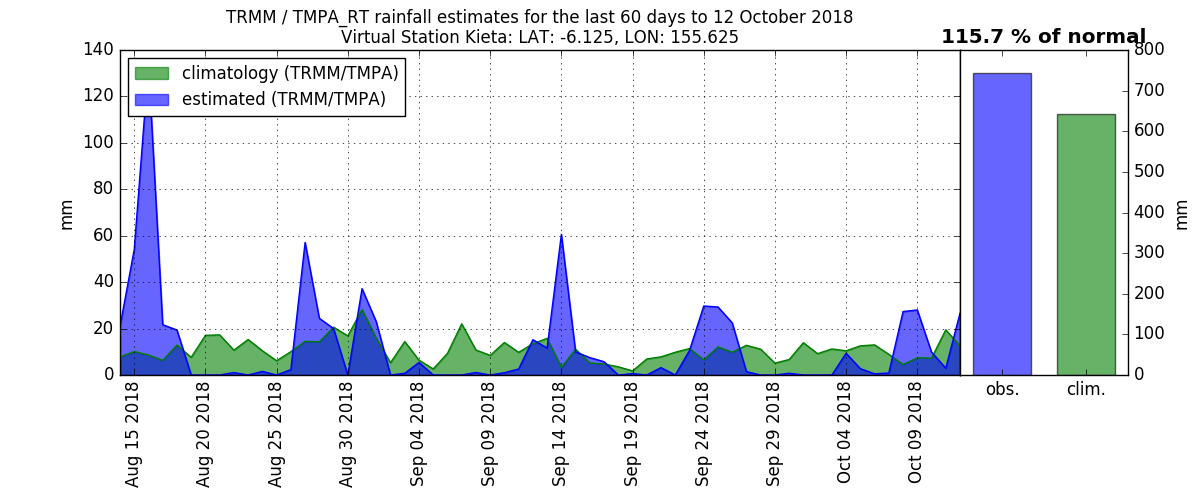 TRMM / TMPA_RT rainfall estimates for the last 60 days to 12 October 2018
Virtual Station Kieta: LAT: -6.125, LON: 155.625
115.7 % of normal
climatology (TRMM/TMPA)
estimated (TRMM/TMPA)
mm
140
120
100
80
60
40
20
0
Aug 15 2018
Aug 20 2018
Aug 25 2018
Aug 30 2018
Sep 04 2018
Sep 09 2018
Sep 14 2018
Sep 19 2018
Sep 24 2018
Sep 29 2018
Oct 04 2018
Oct 09 2018
obs.
clim.
800
700
600
500
400
300
200
100
0
mm